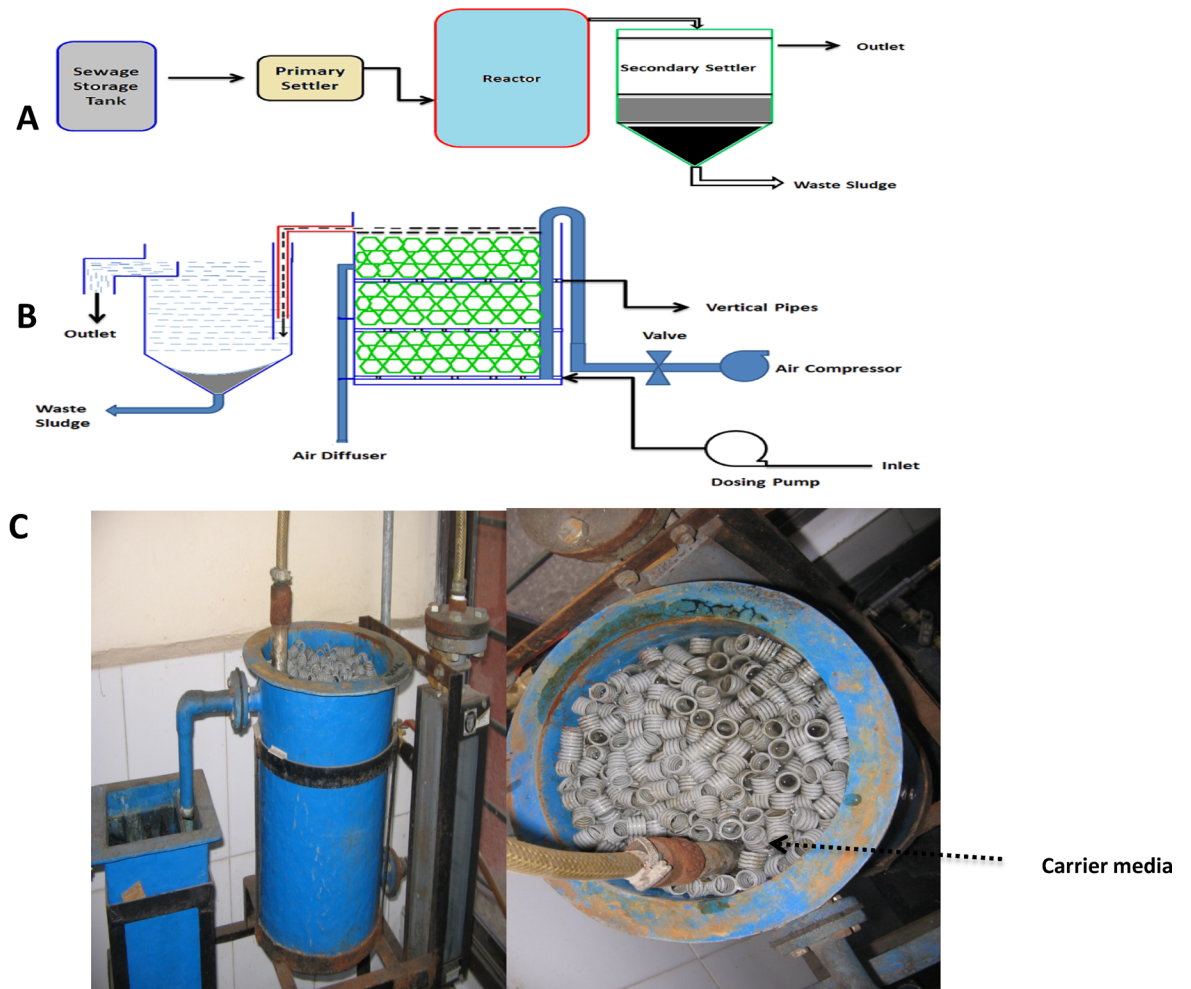 A
Sewage
Storage
Tank
Primary
Settler
Reactor
Secondary Settler
Outlet
Waste Sludge
B
Outlet
Waste
Sludge
Air Diffuser
Vertical Pipes
Valve
Air Compressor
Inlet
Dosing Pump
C
Carrier media